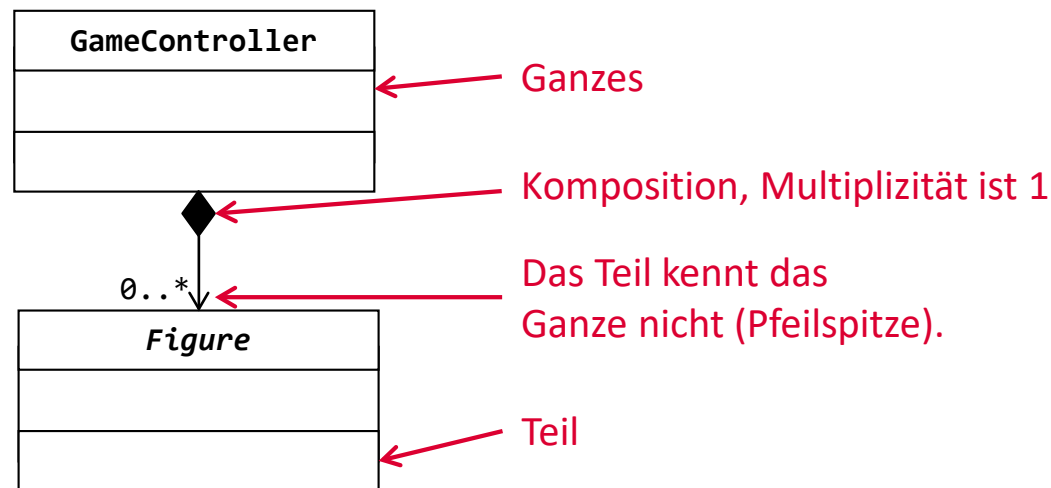 GameController
Ganzes
Komposition, Multiplizität ist 1
Das Teil kennt das
0..*
Ganze nicht (Pfeilspitze).
Figure
Teil